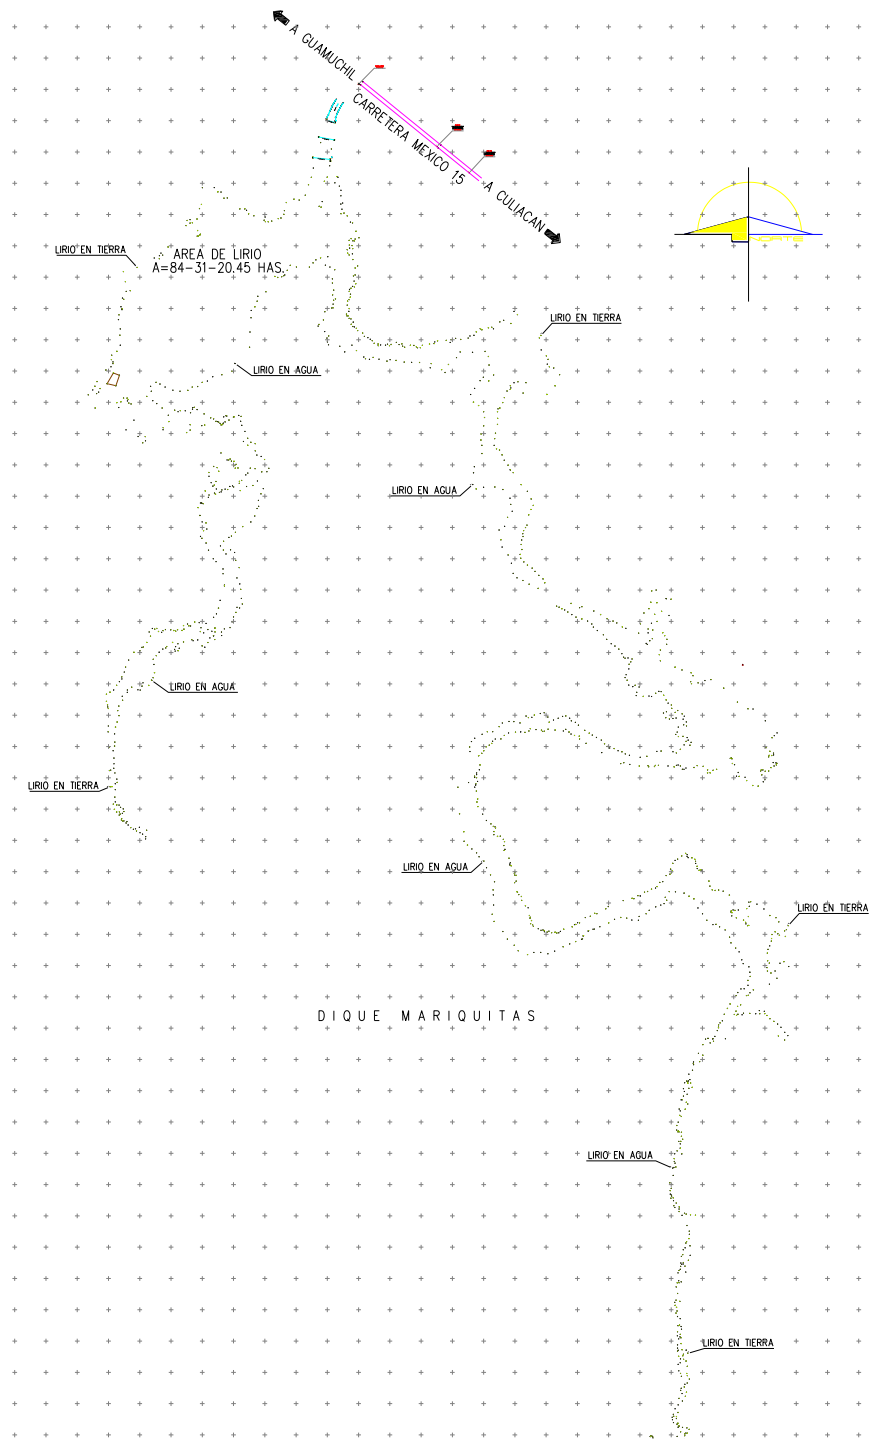 A GUAMUCHIL
CARRETERA MEXICO 15
A CULIACAN
LIRIO EN TIERRA
AREA DE LIRIO
A=84-31-20.45 HAS.
LIRIO EN TIERRA
LIRIO EN AGUA
LIRIO EN AGUA
LIRIO EN AGUA
LIRIO EN TIERRA
LIRIO EN AGUA
LIRIO EN TIERRA
DIQUE MARIQUITAS
LIRIO EN AGUA
LIRIO EN TIERRA